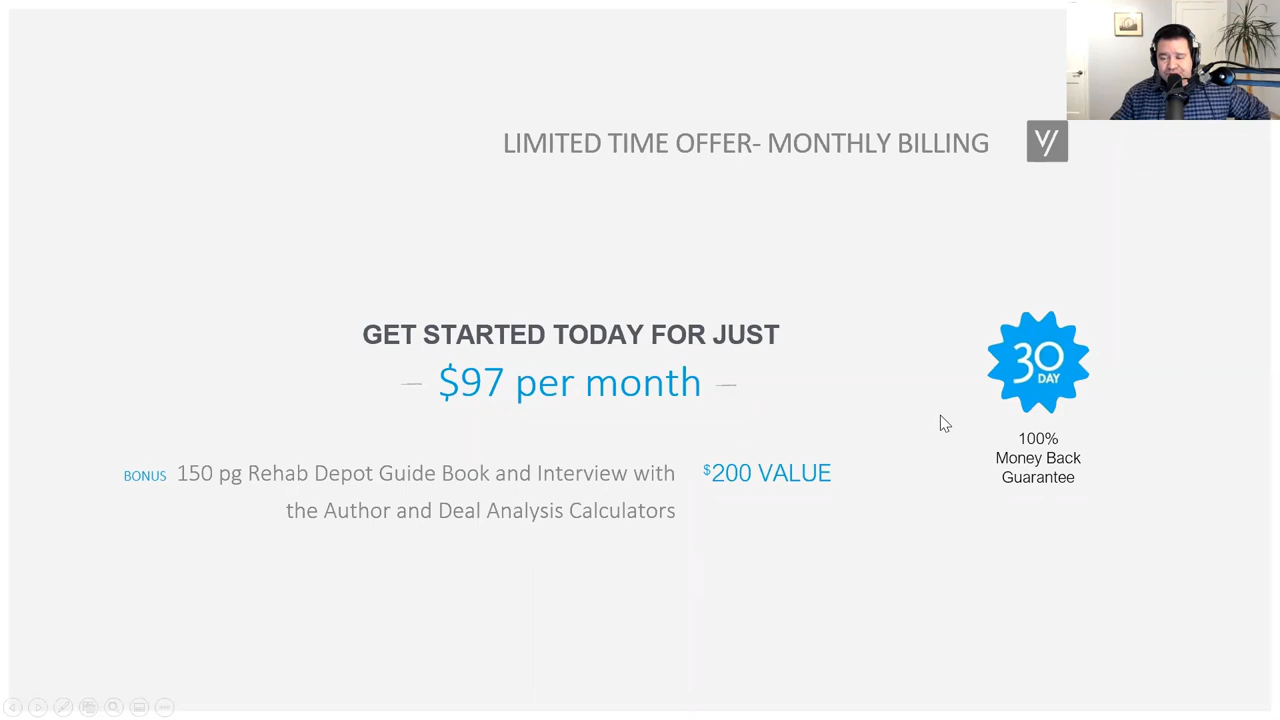 LIMITED TIME OFFER- MONTHLY BILLING
GET STARTED TODAY FOR JUST
$97 per month
BONUS 150 pg Rehab Depot Guide Book and Interview with
the Author and Deal Analysis Calculators
$200 VALUE
30
DAY
100%
Money Back
Guarantee